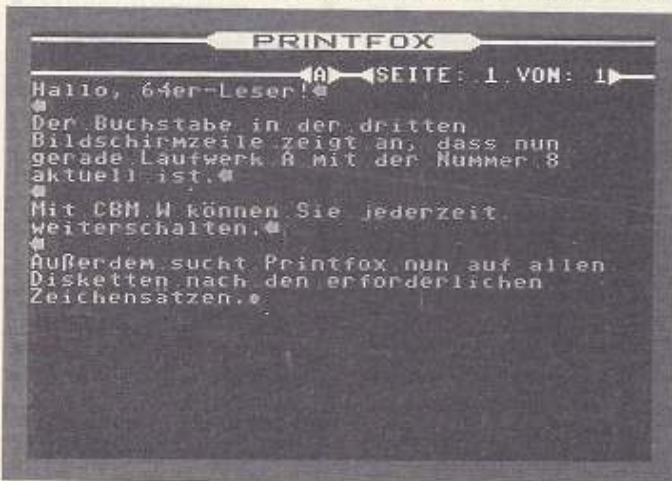 PRINTFOX
A SEITE: 1 VON: 1
Hallo, 64er-Leser!
Der Buchstabe in der dritten
Bildschirmzeile zeigt an, dass nun
gerade Laufwerk A mit der Nummer 8
aktuell ist.
Mit CBM W können Sie jederzeit
weiterschalten.
Außerdem sucht Printfox nun auf allen
Disketten nach den erforderlichen
Zeichensatzen.